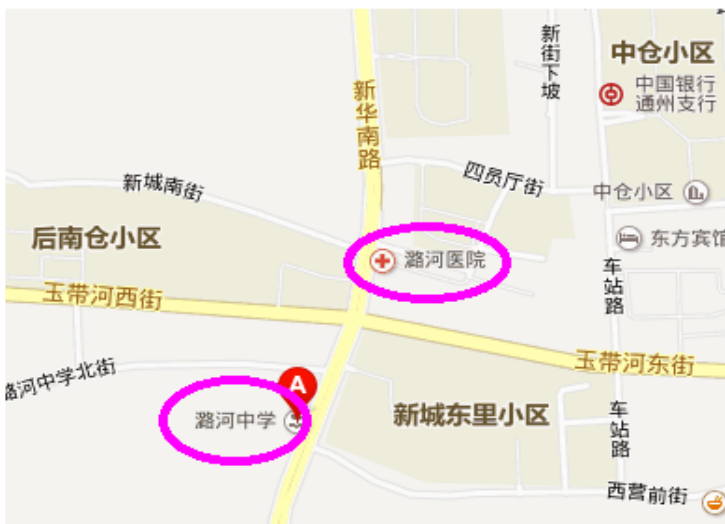 新街下坡
中仓小区
中国银行
通州支行
新华南路
四员厅街
新城南街
中仓小区
后南仓小区
潞河医院
东方宾馆
车站路
玉带河西街
玉带河东街
潞河中学北街
A
潞河中学
新城东里小区
车站路
西营前街